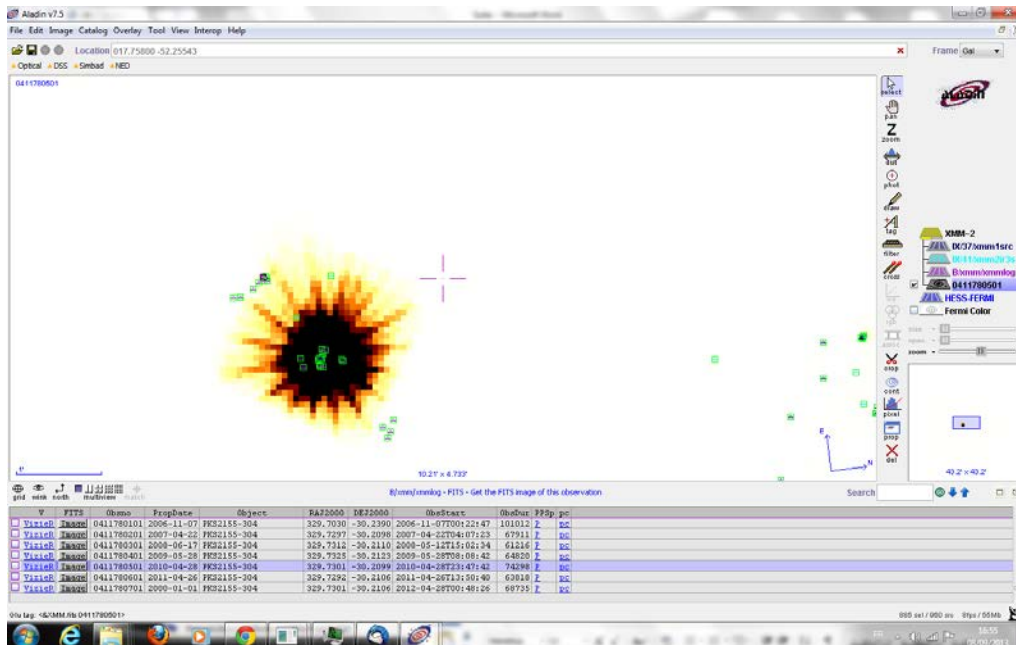 Aladin v7.5
File Edit Image Catalog Overlay Tool View Interop Help
Location 017.75800 -52.25543
Frame Gal
Optical DSS Simbad NED
0411780501
select
pan
zoom
dist
phot
draw
tag
filter
cross
crop
cont
pixel
prop
del
XMM-2
IX/37/xmm1src
B/xmm/xmmlog
0411780501
HESS-FERMI
Fermi Color
zoom
1'
10.21' x 4.733'
E
N
40.2' x 40.2'
grid wink north multiview match
B/xmm/xmmlog - FITS - Get the FITS image of this observation
Search
V FITS Obsno PropDate Object RAJ2000 DEJ2000 ObsStart ObsDur PPSp pc
VizieR Image 0411780101 2006-11-07 PKS2155-304 329.7030 -30.2390 2006-11-07T00:22:47 101012 P pc
VizieR Image 0411780201 2007-04-22 PKS2155-304 329.7297 -30.2098 2007-04-22T04:07:23 67911 P pc
VizieR Image 0411780301 2008-06-17 PKS2155-304 329.7312 -30.2110 2008-05-12T15:02:34 61216 P pc
VizieR Image 0411780401 2009-05-28 PKS2155-304 329.7325 -30.2123 2009-05-28T08:08:42 64820 P pc
VizieR Image 0411780501 2010-04-28 PKS2155-304 329.7301 -30.2099 2010-04-28T23:47:42 74298 P pc
VizieR Image 0411780601 2011-04-26 PKS2155-304 329.7292 -30.2106 2011-04-26T13:50:40 63818 P pc
VizieR Image 0411780701 2000-01-01 PKS2155-304 329.7301 -30.2106 2012-04-28T00:48:26 68735 P pc
FR
16:55